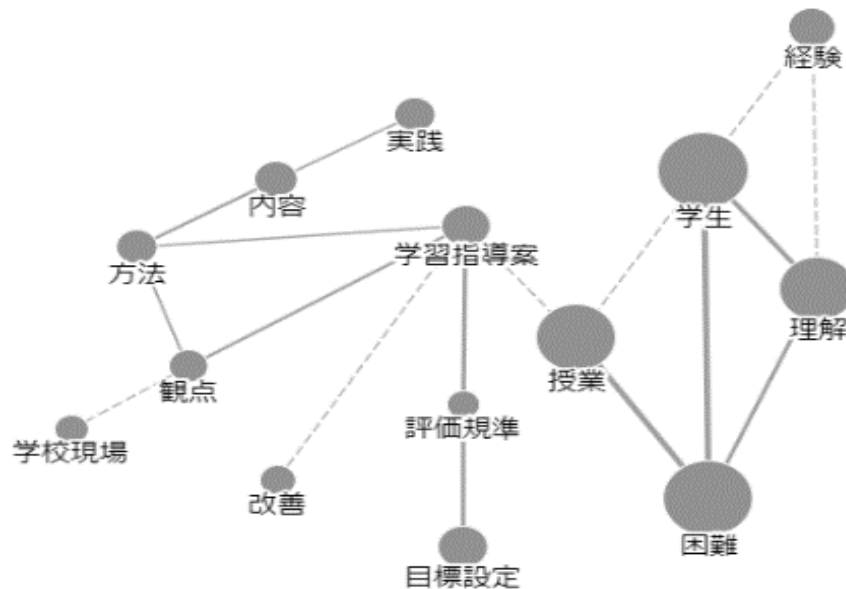 経験
実践
内容
学生
学習指導案
方法
理解
授業
観点
評価規準
学校現場
改善
困難
目標設定